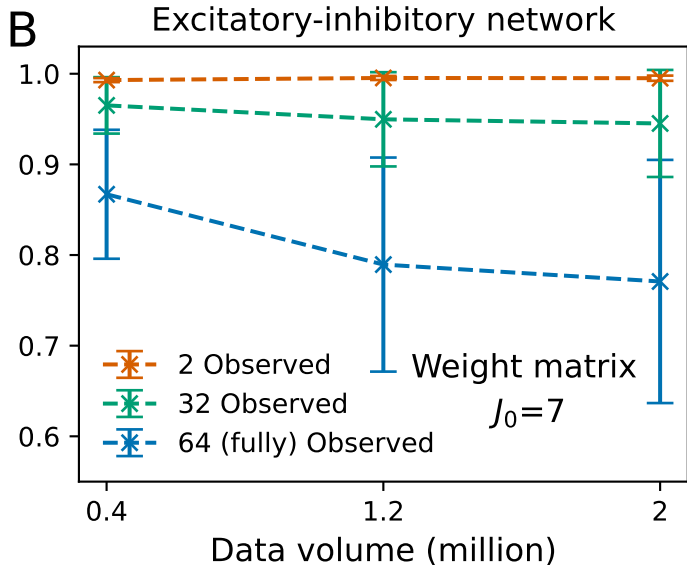 B
Excitatory-inhibitory network
1.0
0.9
0.8
0.7
0.6
2 Observed
32 Observed
64 (fully) Observed
Weight matrix
J₀=7
0.4
1.2
2
Data volume (million)